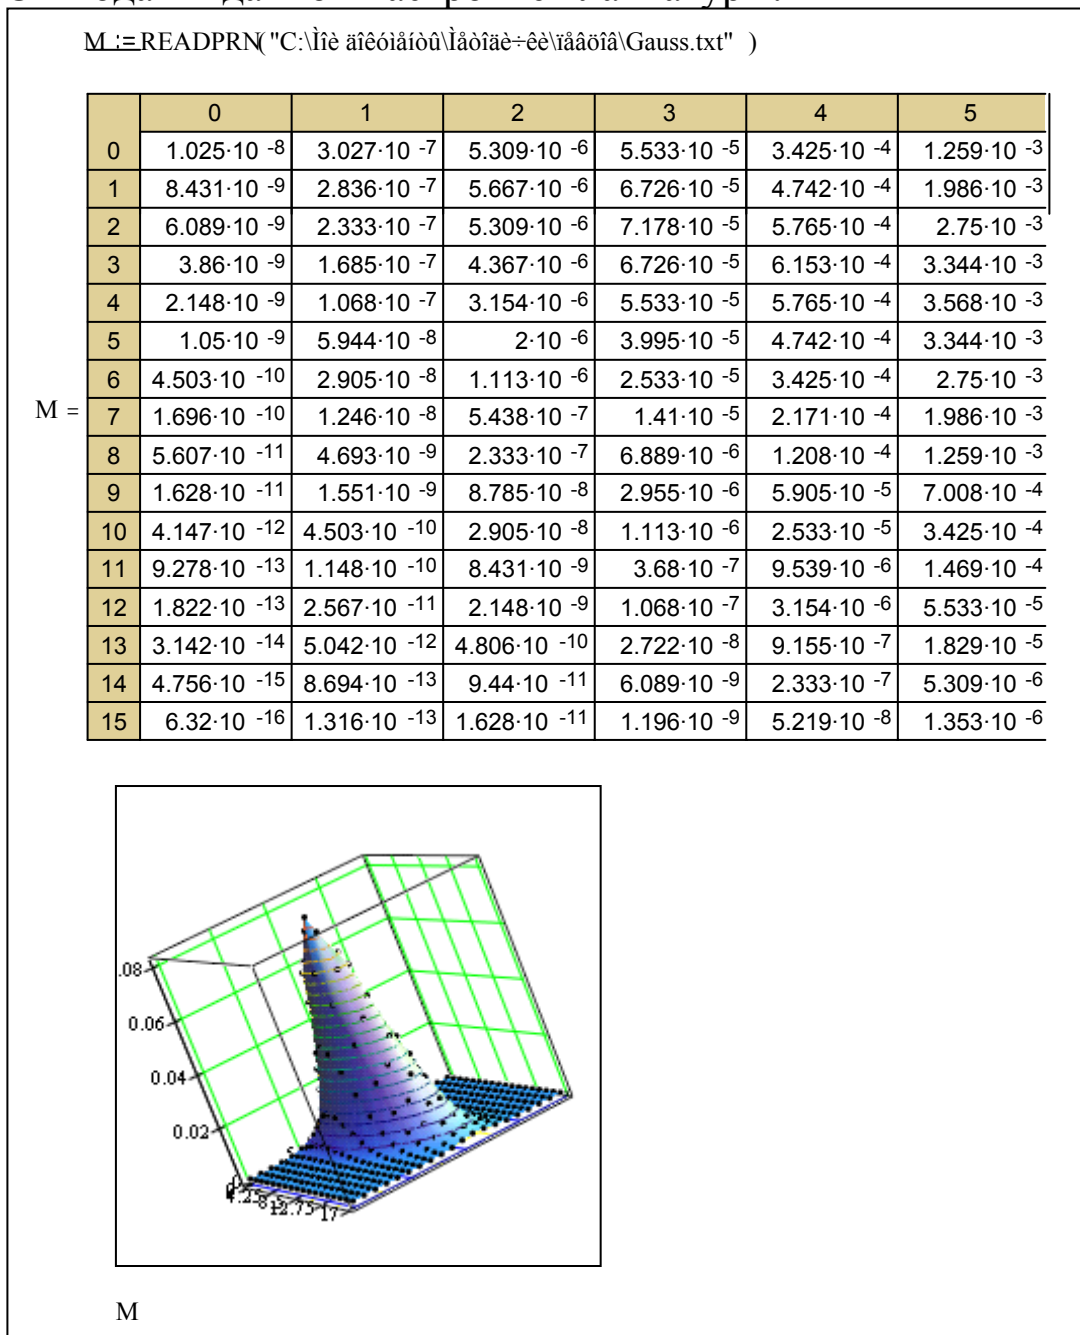 M := READPRN( "C:\Ìîè äîêóìåíòû\Ìåòîäè÷êè\ïåâöîâ\Gauss.txt" )
0 1 2 3 4 5
0 1.025·10 -8 3.027·10 -7 5.309·10 -6 5.533·10 -5 3.425·10 -4 1.259·10 -3
1 8.431·10 -9 2.836·10 -7 5.667·10 -6 6.726·10 -5 4.742·10 -4 1.986·10 -3
2 6.089·10 -9 2.333·10 -7 5.309·10 -6 7.178·10 -5 5.765·10 -4 2.75·10 -3
3 3.86·10 -9 1.685·10 -7 4.367·10 -6 6.726·10 -5 6.153·10 -4 3.344·10 -3
4 2.148·10 -9 1.068·10 -7 3.154·10 -6 5.533·10 -5 5.765·10 -4 3.568·10 -3
5 1.05·10 -9 5.944·10 -8 2·10 -6 3.995·10 -5 4.742·10 -4 3.344·10 -3
6 4.503·10 -10 2.905·10 -8 1.113·10 -6 2.533·10 -5 3.425·10 -4 2.75·10 -3
M = 7 1.696·10 -10 1.246·10 -8 5.438·10 -7 1.41·10 -5 2.171·10 -4 1.986·10 -3
8 5.607·10 -11 4.693·10 -9 2.333·10 -7 6.889·10 -6 1.208·10 -4 1.259·10 -3
9 1.628·10 -11 1.551·10 -9 8.785·10 -8 2.955·10 -6 5.905·10 -5 7.008·10 -4
10 4.147·10 -12 4.503·10 -10 2.905·10 -8 1.113·10 -6 2.533·10 -5 3.425·10 -4
11 9.278·10 -13 1.148·10 -10 8.431·10 -9 3.68·10 -7 9.539·10 -6 1.469·10 -4
12 1.822·10 -13 2.567·10 -11 2.148·10 -9 1.068·10 -7 3.154·10 -6 5.533·10 -5
13 3.142·10 -14 5.042·10 -12 4.806·10 -10 2.722·10 -8 9.155·10 -7 1.829·10 -5
14 4.756·10 -15 8.694·10 -13 9.44·10 -11 6.089·10 -9 2.333·10 -7 5.309·10 -6
15 6.32·10 -16 1.316·10 -13 1.628·10 -11 1.196·10 -9 5.219·10 -8 1.353·10 -6
.08
0.06
0.04
0.02
12.75 17
M